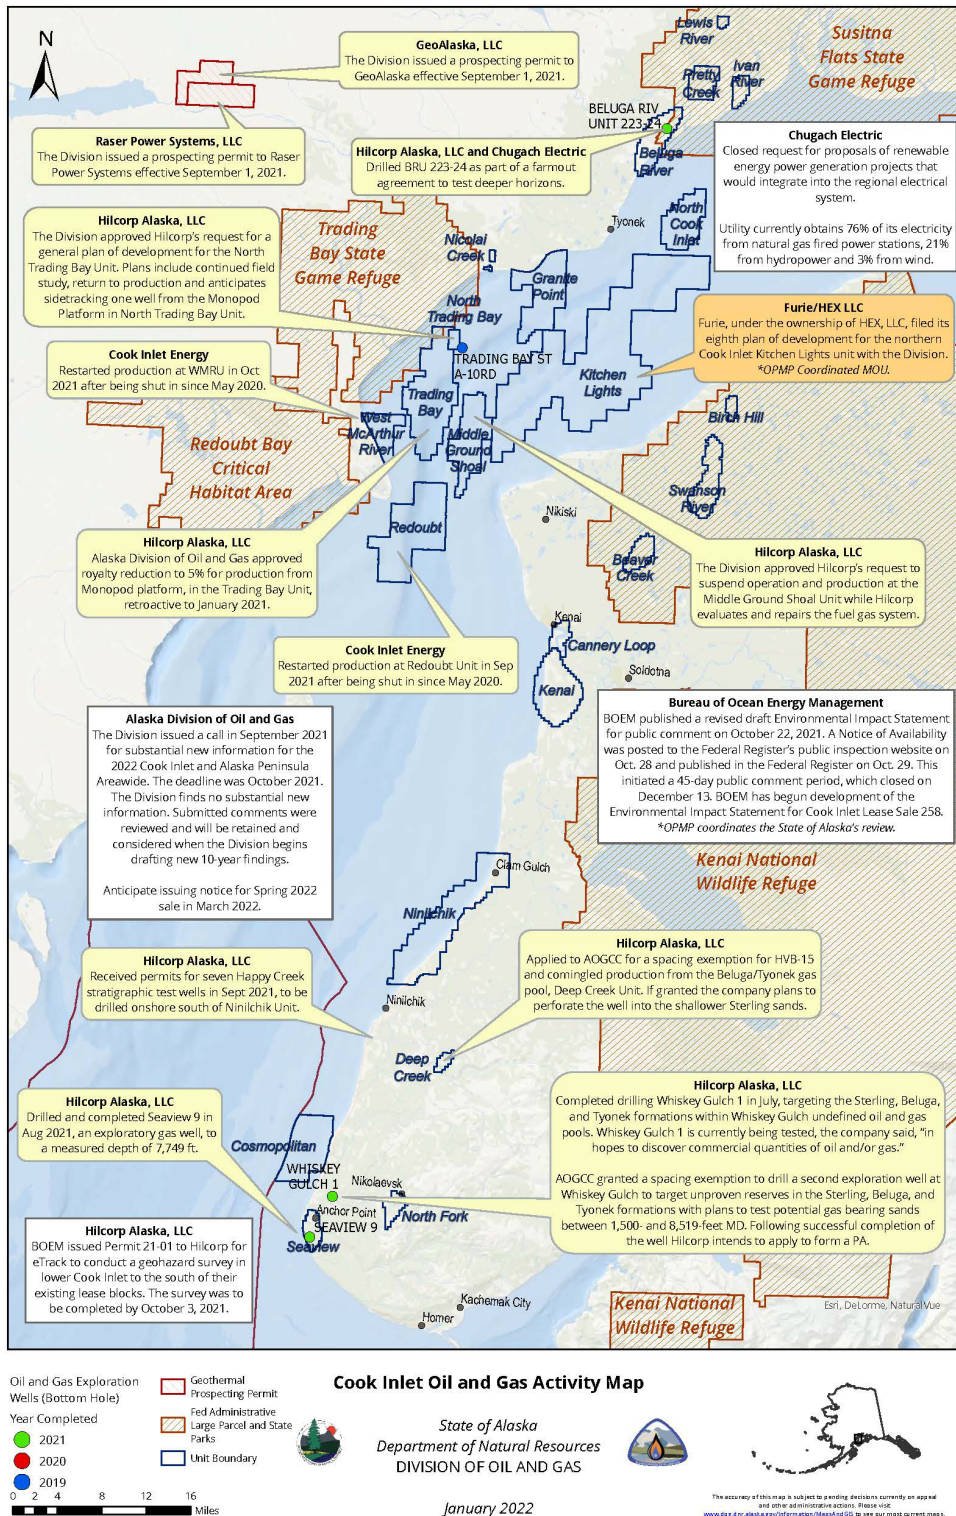 N
GeoAlaska, LLC
The Division issued a prospecting permit to
GeoAlaska effective September 1, 2021.
Lewis
River
Susitna
Flats State
Game Refuge
Pretty
Creek
Ivan
River
BELUGA RIV
UNIT 223-24
Beluga
River
Raser Power Systems, LLC
The Division issued a prospecting permit to Raser
Power Systems effective September 1, 2021.
Hilcorp Alaska, LLC and Chugach Electric
Drilled BRU 223-24 as part of a farmout
agreement to test deeper horizons.
Chugach Electric
Closed request for proposals of renewable
energy power generation projects that
would integrate into the regional electrical
system.
Utility currently obtains 76% of its electricity
from natural gas fired power stations, 21%
from hydropower and 3% from wind.
Hilcorp Alaska, LLC
The Division approved Hilcorp's request for a
general plan of development for the North
Trading Bay Unit. Plans include continued field
study, return to production and anticipates
sidetracking one well from the Monopod
Platform in North Trading Bay Unit.
Trading
Bay State
Game Refuge
Tyonek
North
Cook
Inlet
Nicolai
Creek
Granite
Point
North
Trading Bay
Furie/HEX LLC
Furie, under the ownership of HEX, LLC, filed its
eighth plan of development for the northern
Cook Inlet Kitchen Lights unit with the Division.
*OPMP Coordinated MOU.
Cook Inlet Energy
Restarted production at WMRU in Oct
2021 after being shut in since May 2020.
TRADING BAY ST
A-10RD
Kitchen
Lights
Trading
Bay
West
McArthur
River
Middle
Ground
Shoal
Birch Hill
Redoubt Bay
Critical
Habitat Area
Swanson
River
Redoubt
Nikiski
Beaver
Creek
Hilcorp Alaska, LLC
Alaska Division of Oil and Gas approved
royalty reduction to 5% for production from
Monopod platform, in the Trading Bay Unit,
retroactive to January 2021.
Hilcorp Alaska, LLC
The Division approved Hilcorp's request to
suspend operation and production at the
Middle Ground Shoal Unit while Hilcorp
evaluates and repairs the fuel gas system.
Kenai
Cannery Loop
Cook Inlet Energy
Restarted production at Redoubt Unit in Sep
2021 after being shut in since May 2020.
Soldotna
Kenai
Alaska Division of Oil and Gas
The Division issued a call in September 2021
for substantial new information for the
2022 Cook Inlet and Alaska Peninsula
Areawide. The deadline was October 2021.
The Division finds no substantial new
information. Submitted comments were
reviewed and will be retained and
considered when the Division begins
drafting new 10-year findings.
Anticipate issuing notice for Spring 2022
sale in March 2022.
Bureau of Ocean Energy Management
BOEM published a revised draft Environmental Impact Statement
for public comment on October 22, 2021. A Notice of Availability
was posted to the Federal Register's public inspection website on
Oct. 28 and published in the Federal Register on Oct. 29. This
initiated a 45-day public comment period, which closed on
December 13. BOEM has begun development of the
Environmental Impact Statement for Cook Inlet Lease Sale 258.
*OPMP coordinates the State of Alaska's review.
Kenai National
Wildlife Refuge
Clam Gulch
Ninilchik
Hilcorp Alaska, LLC
Received permits for seven Happy Creek
stratigraphic test wells in Sept 2021, to be
drilled onshore south of Ninilchik Unit.
Hilcorp Alaska, LLC
Applied to AOGCC for a spacing exemption for HVB-15
and comingled production from the Beluga/Tyonek gas
pool, Deep Creek Unit. If granted the company plans to
perforate the well into the shallower Sterling sands.
Ninilchik
Deep
Creek
Hilcorp Alaska, LLC
Drilled and completed Seaview 9 in
Aug 2021, an exploratory gas well, to
a measured depth of 7,749 ft.
Hilcorp Alaska, LLC
Completed drilling Whiskey Gulch 1 in July, targeting the Sterling, Beluga,
and Tyonek formations within Whiskey Gulch undefined oil and gas
pools. Whiskey Gulch 1 is currently being tested, the company said, "in
hopes to discover commercial quantities of oil and/or gas."
AOGCC granted a spacing exemption to drill a second exploration well at
Whiskey Gulch to target unproven reserves in the Sterling, Beluga, and
Tyonek formations with plans to test potential gas bearing sands
between 1,500- and 8,519-feet MD. Following successful completion of
the well Hilcorp intends to apply to form a PA.
Cosmopolitan
WHISKEY
GULCH 1
Nikolaevsk
Anchor Point
North Fork
SEAVIEW 9
Seaview
Hilcorp Alaska, LLC
BOEM issued Permit 21-01 to Hilcorp for
eTrack to conduct a geohazard survey in
lower Cook Inlet to the south of their
existing lease blocks. The survey was to
be completed by October 3, 2021.
Kachemak City
Homer
Kenai National
Wildlife Refuge
Esri, DeLorme, NaturalVue
Oil and Gas Exploration
Wells (Bottom Hole)
Year Completed
2021
2020
2019
0 2 4 8 12 16
Miles
Geothermal
Prospecting Permit
Fed Administrative
Large Parcel and State
Parks
Unit Boundary
Cook Inlet Oil and Gas Activity Map
State of Alaska
Department of Natural Resources
DIVISION OF OIL AND GAS
January 2022
The accuracy of this map is subject to pending decisions currently on appeal
and other administrative actions. Please visit
www.dog.dnr.alaska.gov/Information/MapsAndGIS to see our most current maps.